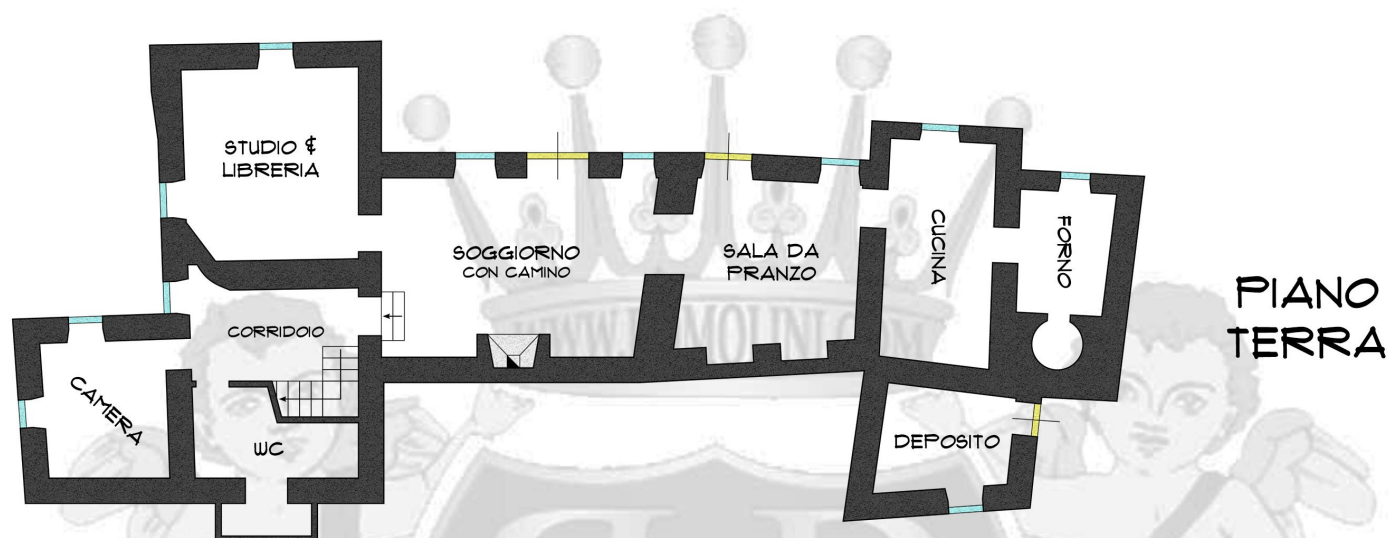 STUDIO &
LIBRERIA
SOGGIORNO
CON CAMINO
SALA DA
PRANZO
CUCINA
FORNO
PIANO
TERRA
CORRIDOIO
CAMERA
WC
DEPOSITO